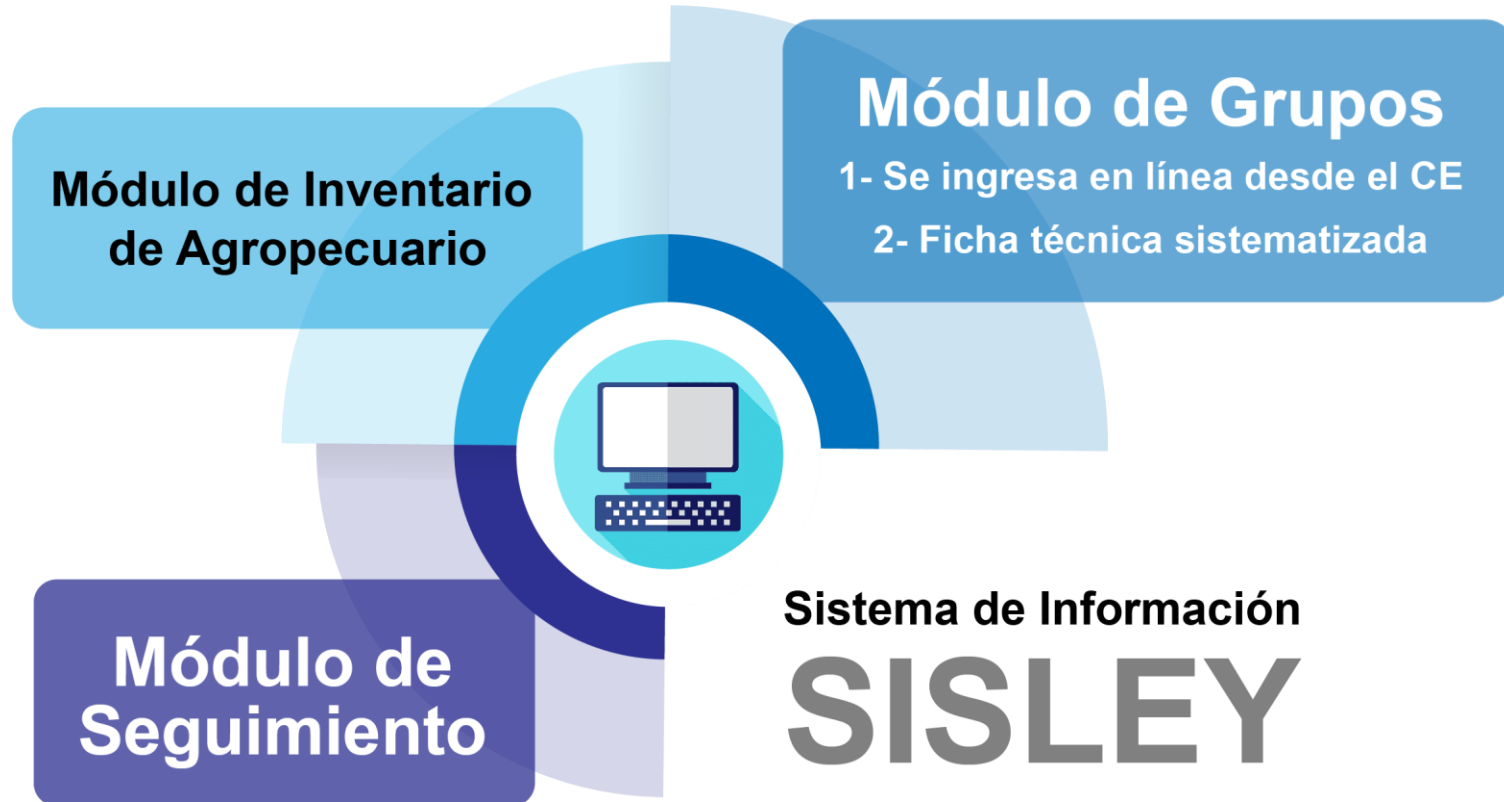 Módulo de Inventario
de Agropecuario
Módulo de Grupos
1- Se ingresa en línea desde el CE
2- Ficha técnica sistematizada
Módulo de
Seguimiento
Sistema de Información
SISLEY